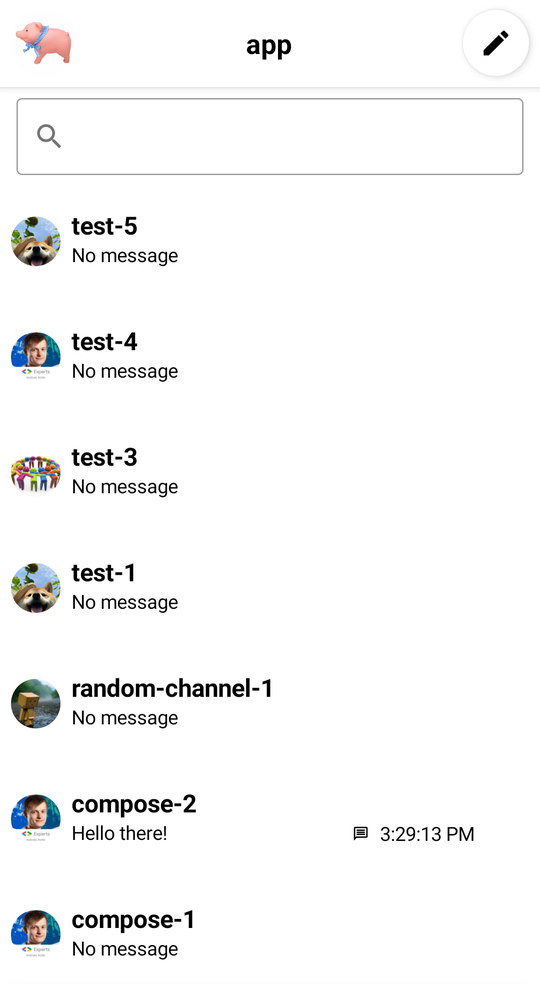 app
test-5
No message
test-4
No message
test-3
No message
test-1
No message
random-channel-1
No message
compose-2
Hello there!
3:29:13 PM
compose-1
No message